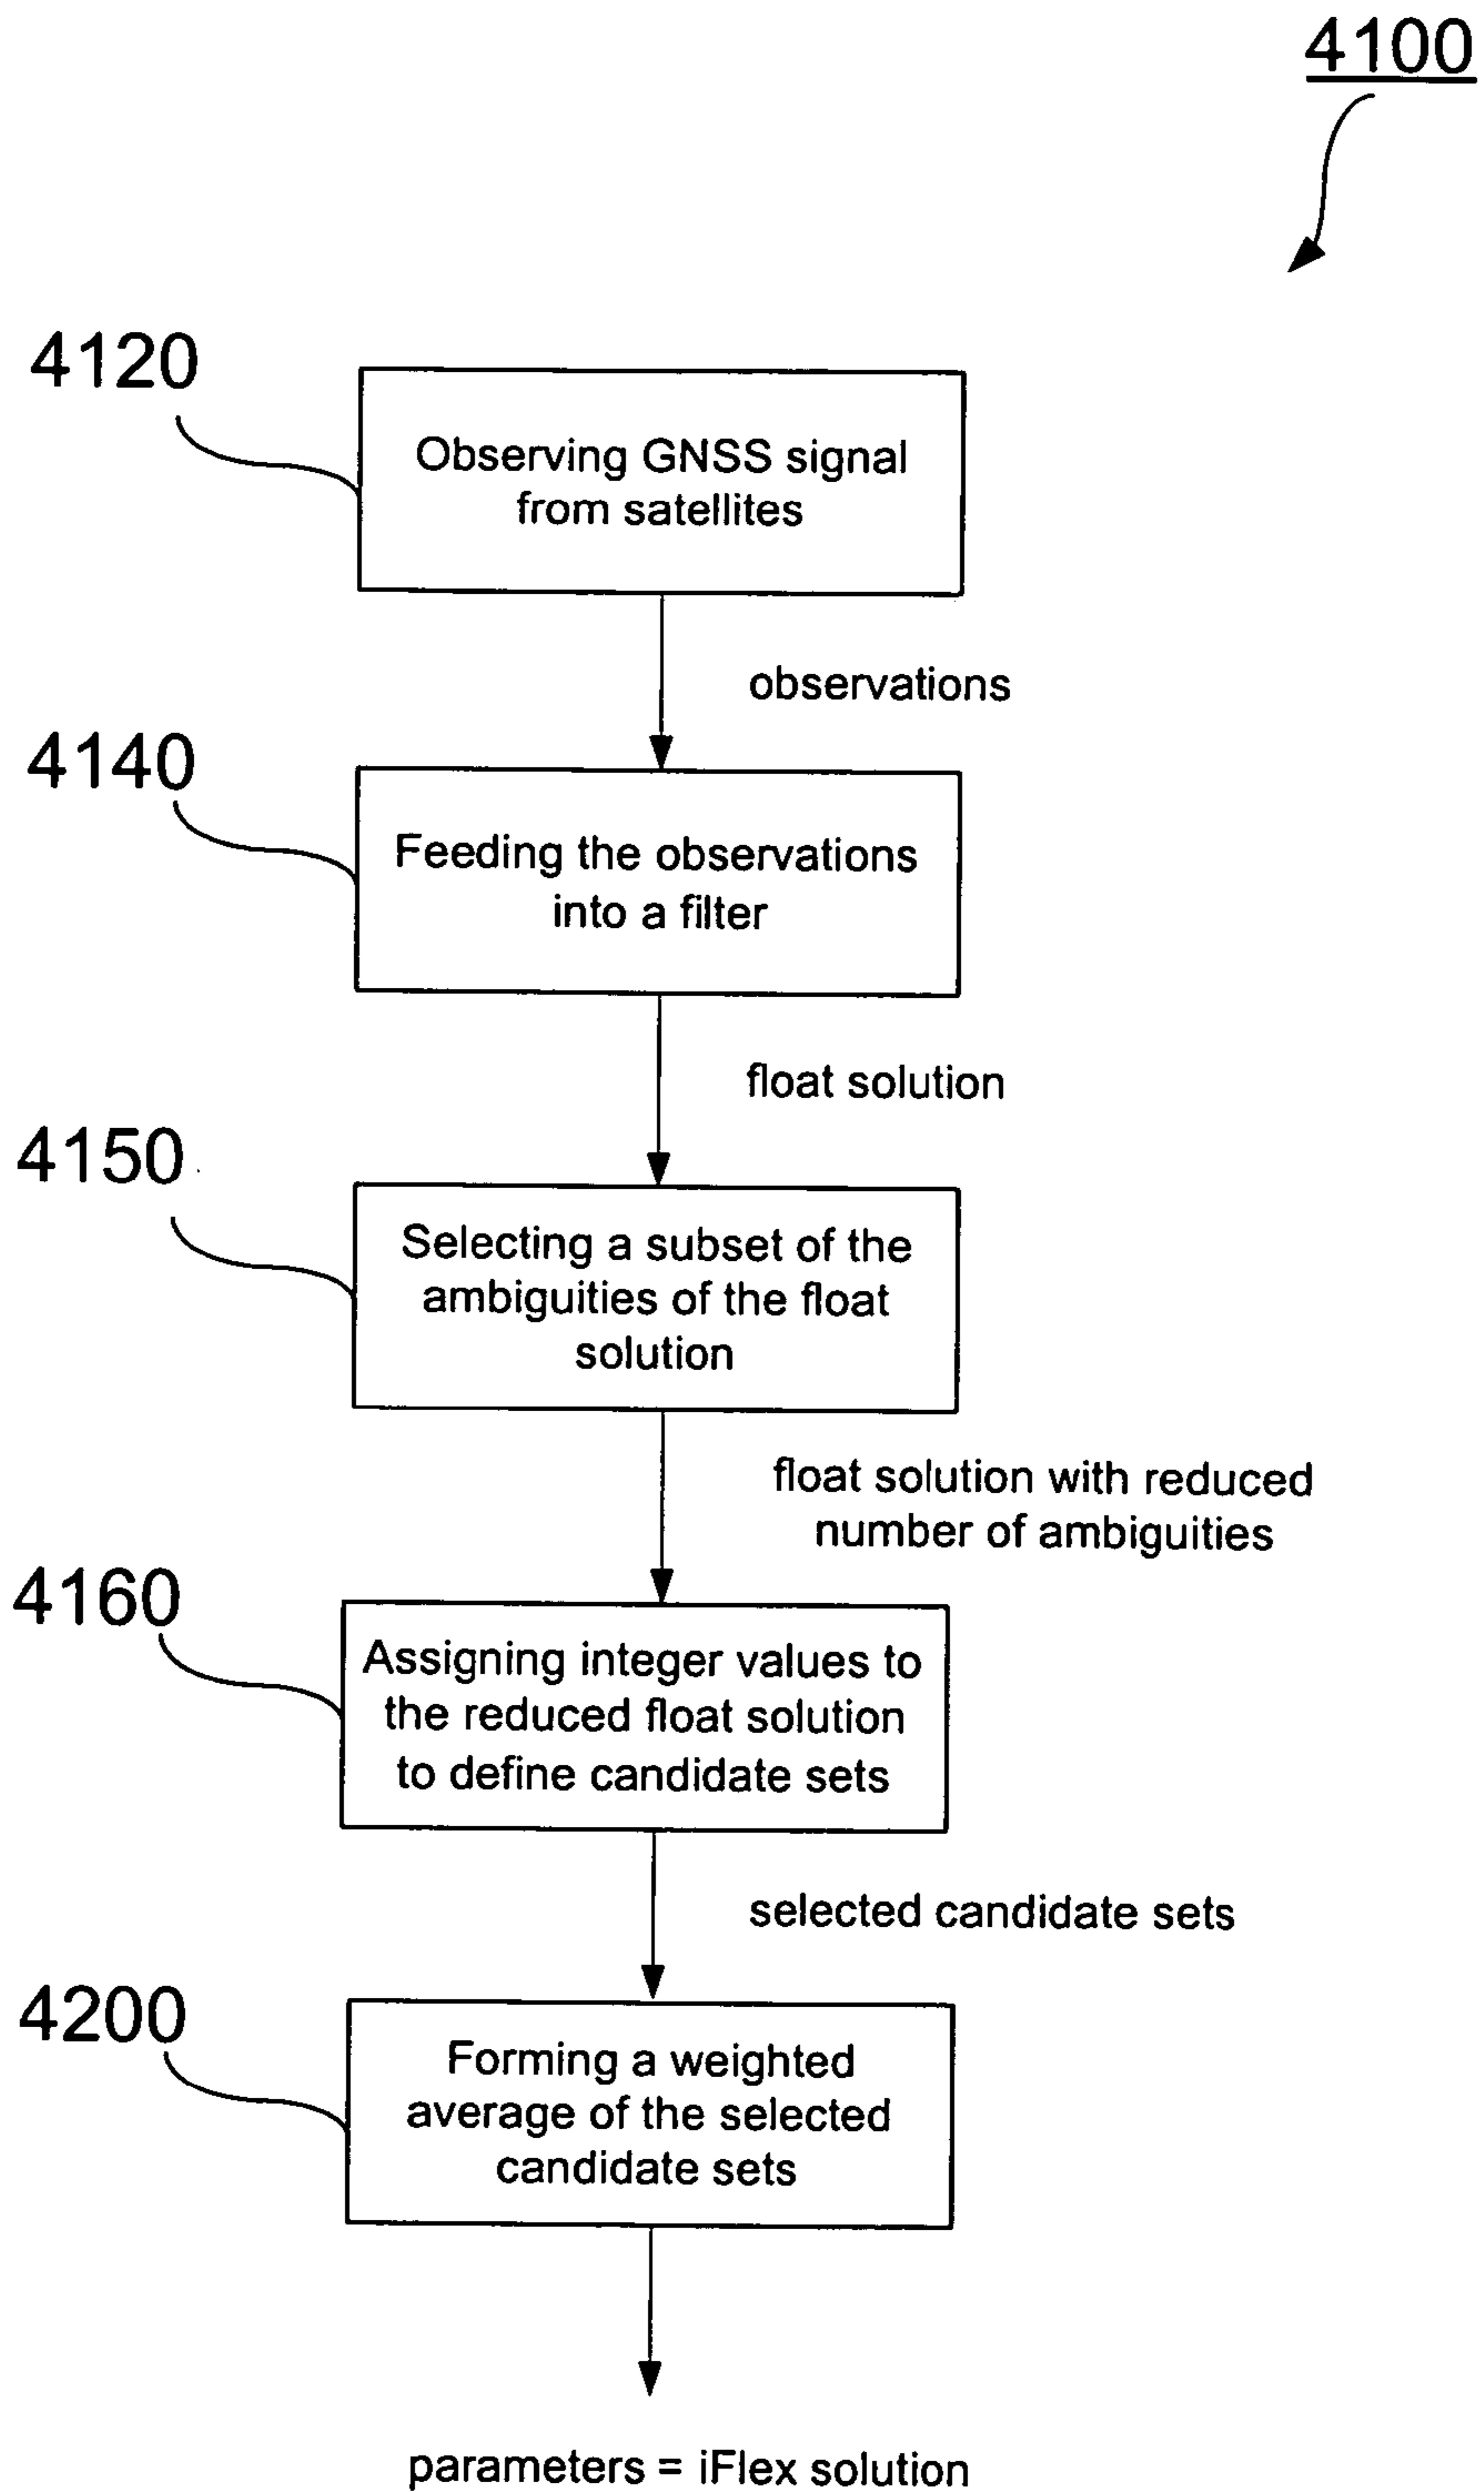 4100
4120
Observing GNSS signal
from satellites
observations
4140
Feeding the observations
into a filter
float solution
4150
Selecting a subset of the
ambiguities of the float
solution
float solution with reduced
number of ambiguities
4160
Assigning integer values to
the reduced float solution
to define candidate sets
selected candidate sets
4200
Forming a weighted
average of the selected
candidate sets
parameters = iFlex solution